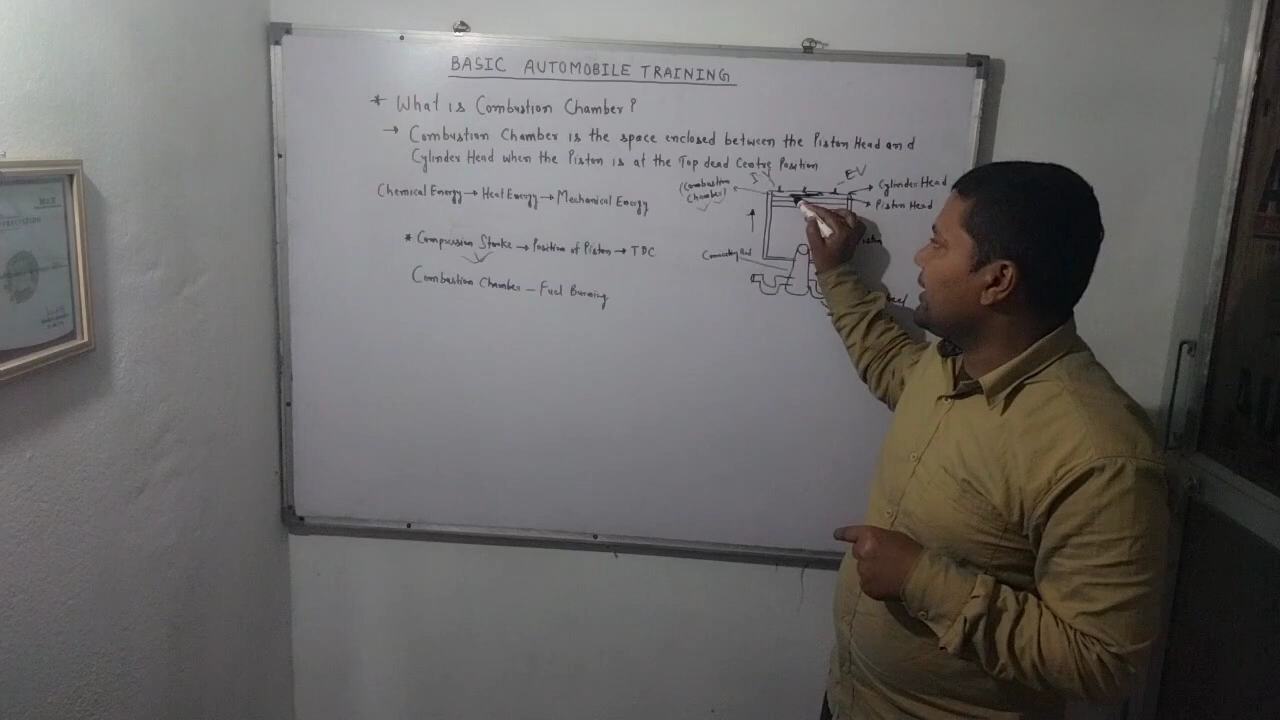 BASIC AUTOMOBILE TRAINING
* What is Combustion Chamber?
→ Combustion Chamber is the space enclosed between the Piston Head and
Cylinder Head when the Piston is at the Top dead Centre Position
Chemical Energy → Heat Energy → Mechanical Energy
(Combustion
Chamber)
EV
Cylinder Head
Piston Head
* Compression Stroke → Position of Piston → TDC
Connecting Rod
Combustion Chamber – Fuel Burning